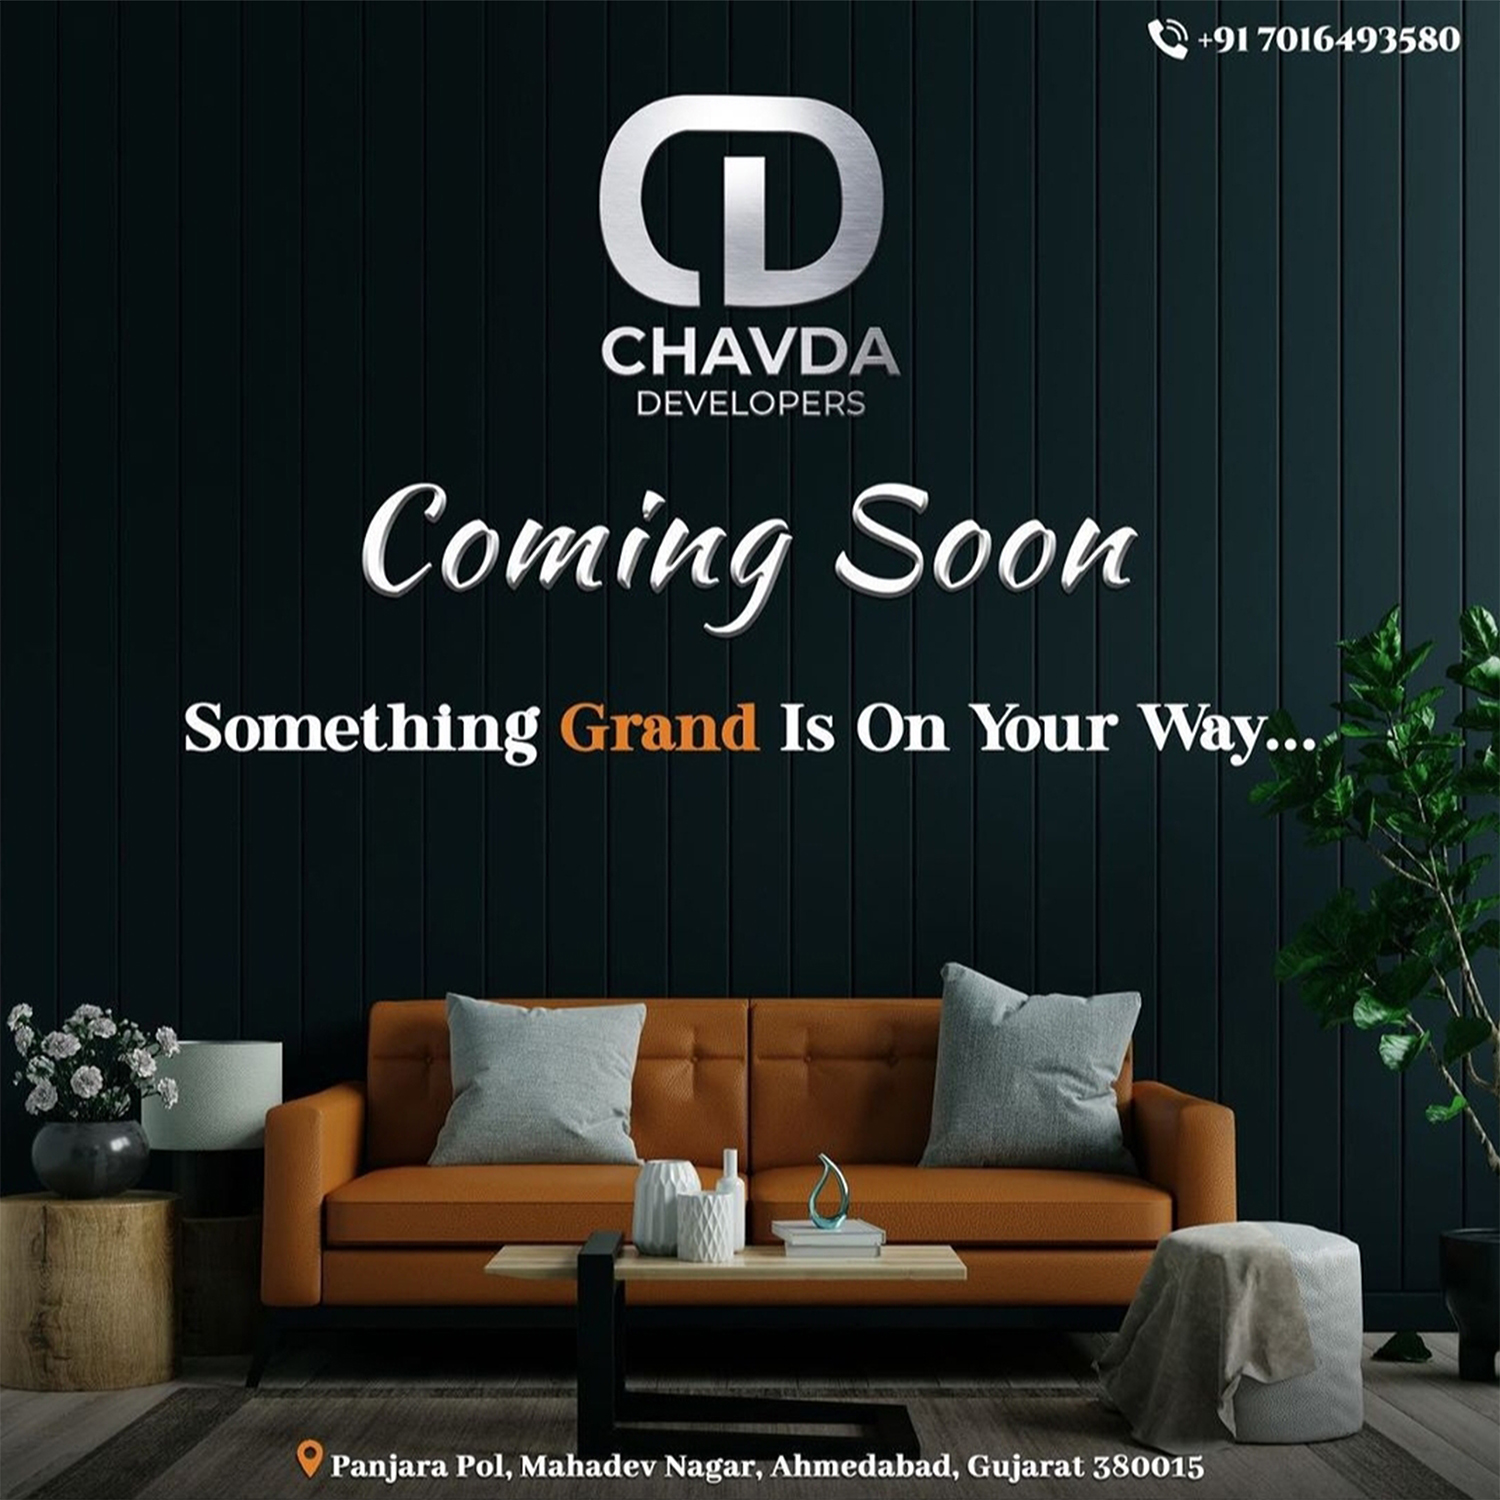 +91 7016493580
CD
CHAVDA
DEVELOPERS
Coming Soon
Something Grand Is On Your Way...
Panjara Pol, Mahadev Nagar, Ahmedabad, Gujarat 380015